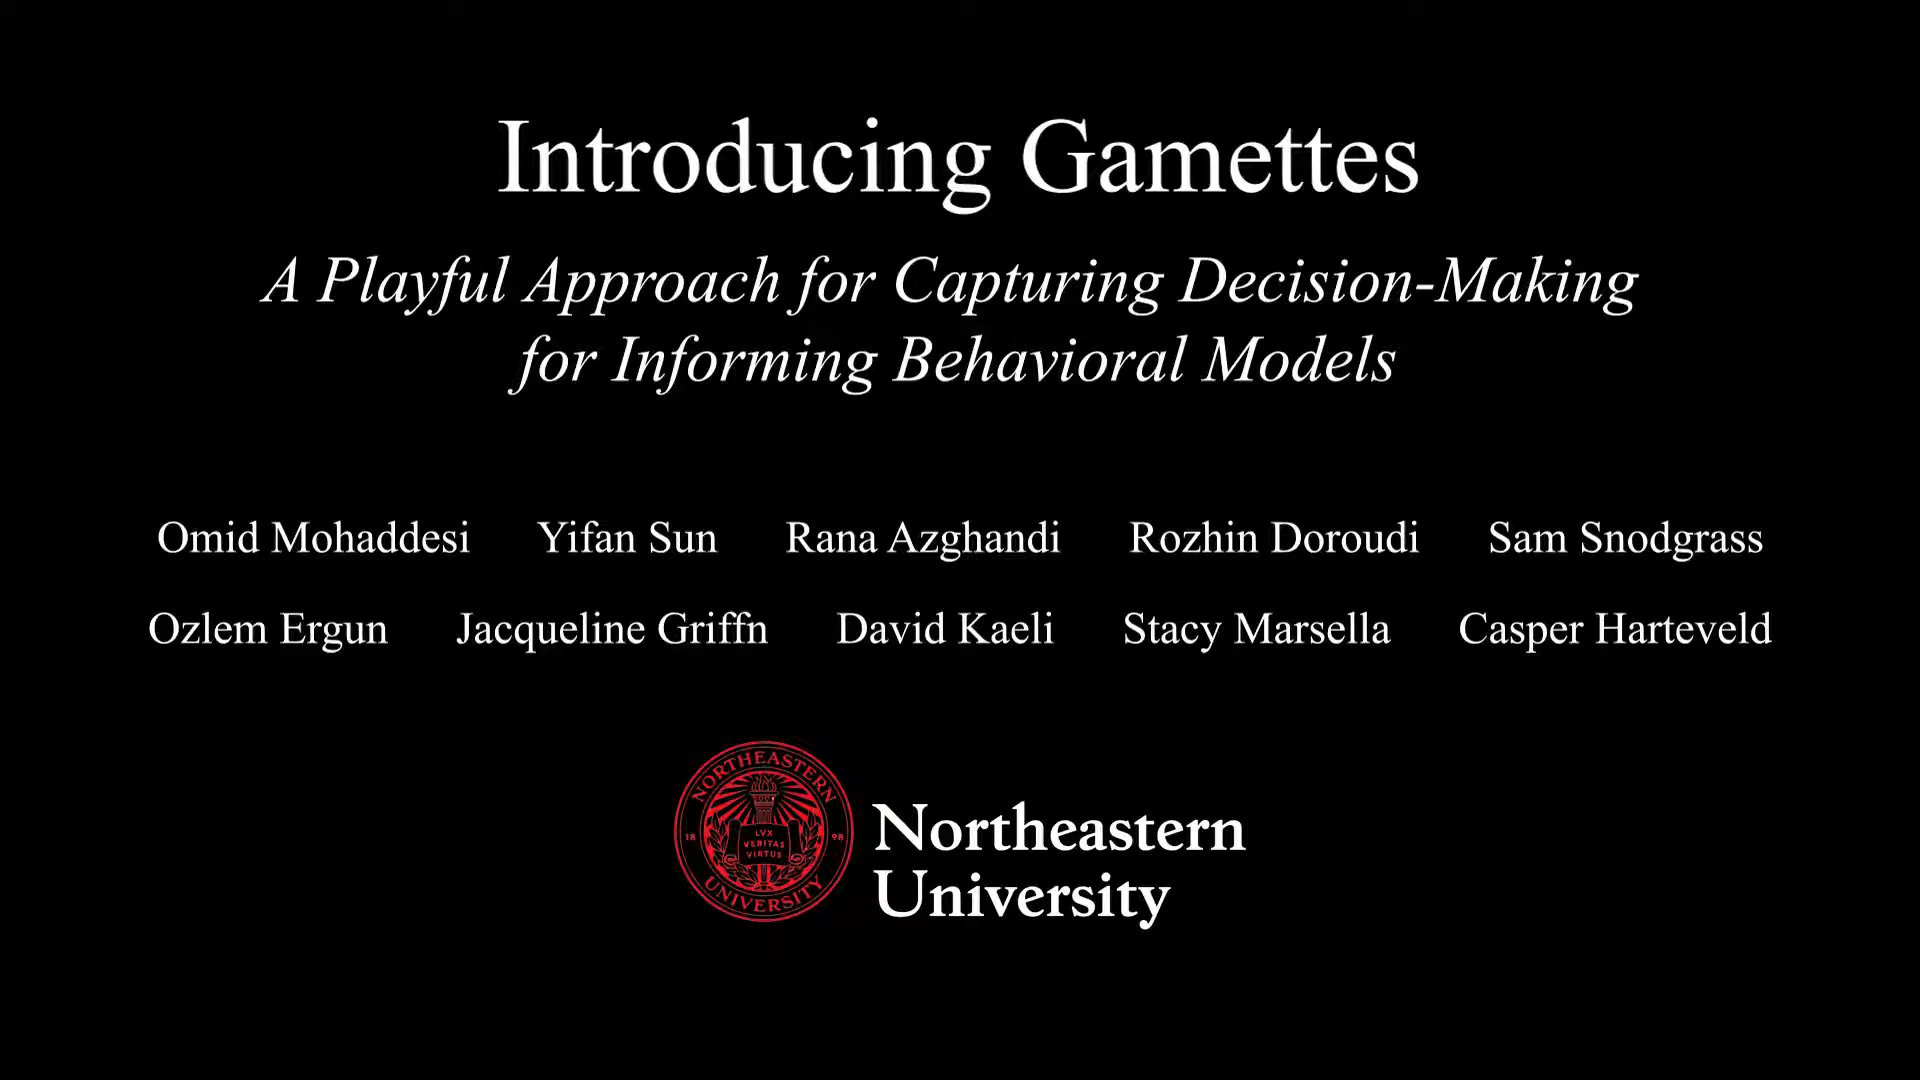 Introducing Gamettes
A Playful Approach for Capturing Decision-Making
for Informing Behavioral Models
Omid Mohaddesi Yifan Sun Rana Azghandi Rozhin Doroudi Sam Snodgrass
Ozlem Ergun Jacqueline Griffn David Kaeli Stacy Marsella Casper Harteveld
NORTHEASTERN
18 98
LVX
VERITAS
VIRTUS
UNIVERSITY
Northeastern
University